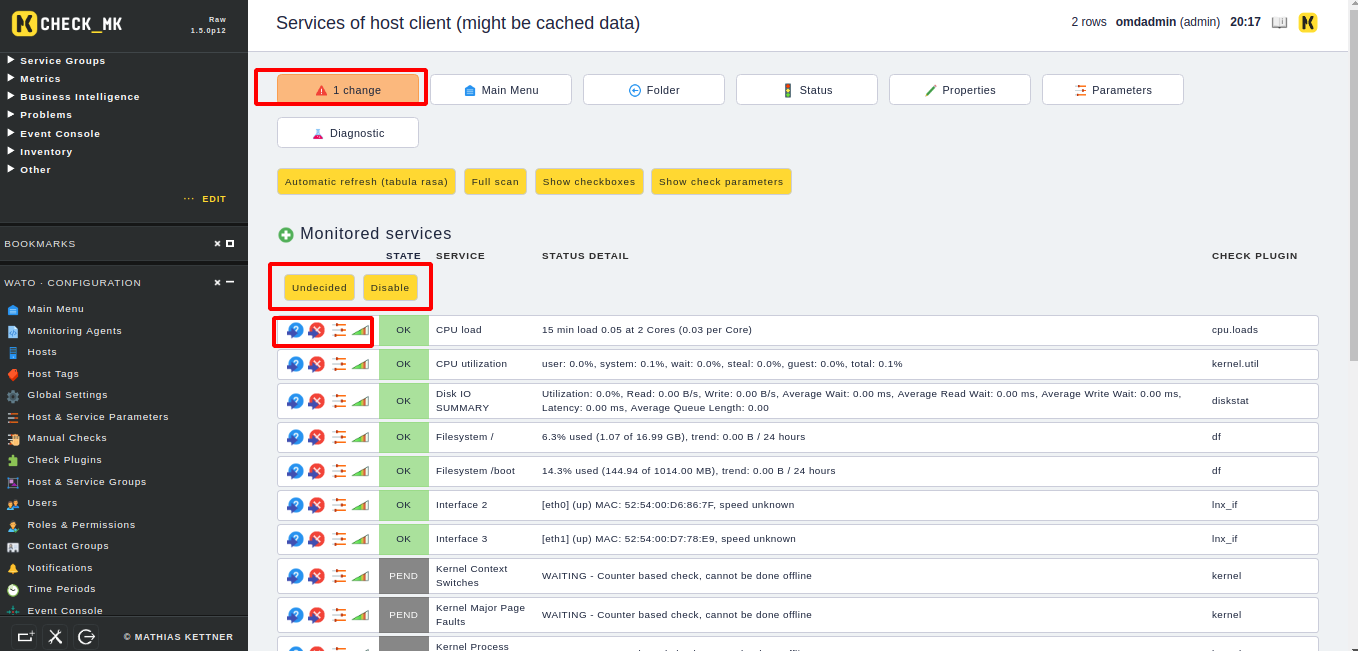 CHECK_MK
Raw
1.5.0p12
Service Groups
Metrics
Business Intelligence
Problems
Event Console
Inventory
Other
EDIT
BOOKMARKS
WATO · CONFIGURATION
Main Menu
Monitoring Agents
Hosts
Host Tags
Global Settings
Host & Service Parameters
Manual Checks
Check Plugins
Host & Service Groups
Users
Roles & Permissions
Contact Groups
Notifications
Time Periods
Event Console
© MATHIAS KETTNER
Services of host client (might be cached data)
2 rows omdadmin (admin) 20:17
1 change Main Menu Folder Status Properties Parameters
Diagnostic
Automatic refresh (tabula rasa) Full scan Show checkboxes Show check parameters
Monitored services
STATE SERVICE STATUS DETAIL CHECK PLUGIN
Undecided Disable
OK CPU load 15 min load 0.05 at 2 Cores (0.03 per Core) cpu.loads
OK CPU utilization user: 0.0%, system: 0.1%, wait: 0.0%, steal: 0.0%, guest: 0.0%, total: 0.1% kernel.util
OK Disk IO SUMMARY Utilization: 0.0%, Read: 0.00 B/s, Write: 0.00 B/s, Average Wait: 0.00 ms, Average Read Wait: 0.00 ms, Average Write Wait: 0.00 ms, diskstat
Latency: 0.00 ms, Average Queue Length: 0.00
OK Filesystem / 6.3% used (1.07 of 16.99 GB), trend: 0.00 B / 24 hours df
OK Filesystem /boot 14.3% used (144.94 of 1014.00 MB), trend: 0.00 B / 24 hours df
OK Interface 2 [eth0] (up) MAC: 52:54:00:D6:86:7F, speed unknown lnx_if
OK Interface 3 [eth1] (up) MAC: 52:54:00:D7:78:E9, speed unknown lnx_if
PEND Kernel Context Switches WAITING - Counter based check, cannot be done offline kernel
PEND Kernel Major Page Faults WAITING - Counter based check, cannot be done offline kernel
Kernel Process